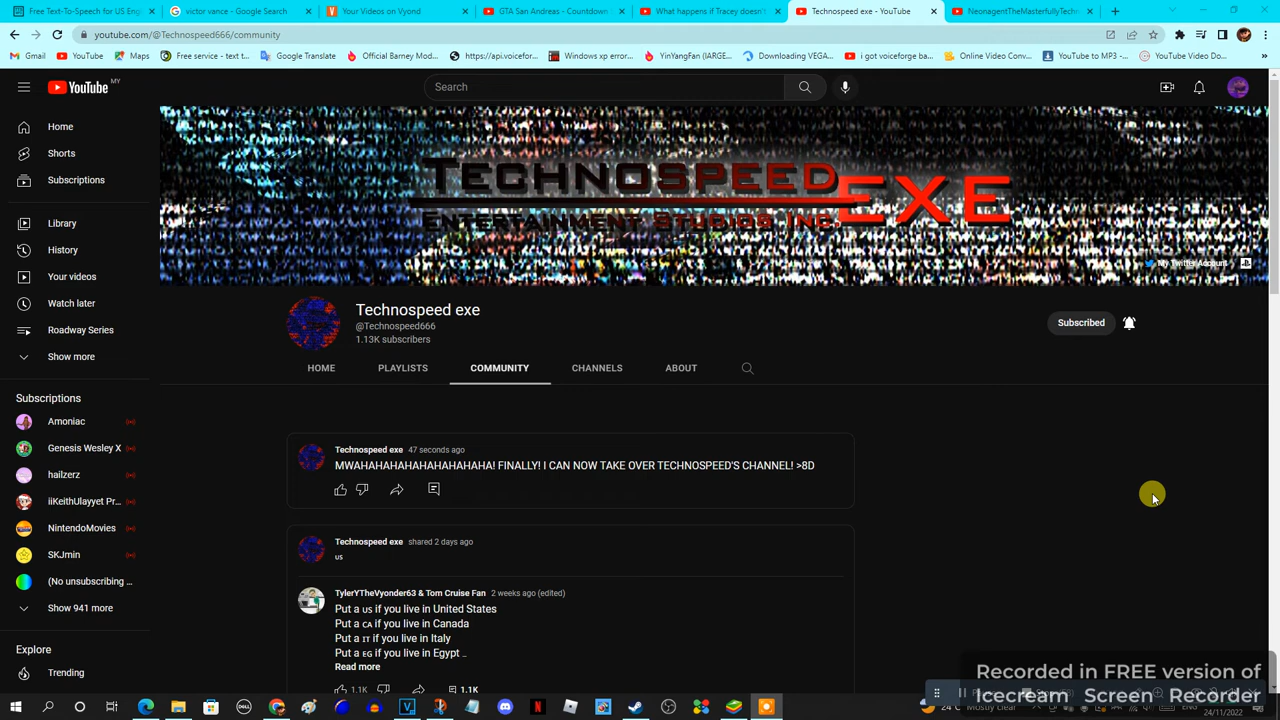 Free Text-To-Speech for US Eng
victor vance - Google Search
Your Videos on Vyond
GTA San Andreas - Countdown
What happens if Tracey doesn't
Technospeed exe - YouTube
NeonagentTheMasterfullyTechn
youtube.com/@Technospeed666/community
Gmail
YouTube
Maps
Free service - text t...
Google Translate
Official Barney Mod...
https://api.voicefor...
Windows xp error...
YinYangFan (IARGE...
Downloading VEGA...
i got voiceforge ba...
Online Video Conv...
YouTube to MP3 -...
YouTube Video Do...
YouTube MY
Search
Home
Shorts
Subscriptions
Library
History
Your videos
Watch later
Roadway Series
Show more
Subscriptions
Amoniac
Genesis Wesley X
hailzerz
iiKeithUlayyet Pr...
NintendoMovies
SKJmin
(No unsubscribing ...
Show 941 more
Explore
Trending
TECHNOSPEED
EXE
ENTERTAINMENT STUDIOS INC.
My Twitter Account
Technospeed exe
@Technospeed666
1.13K subscribers
Subscribed
HOME
PLAYLISTS
COMMUNITY
CHANNELS
ABOUT
Technospeed exe 47 seconds ago
MWAHAHAHAHAHAHAHAHA! FINALLY! I CAN NOW TAKE OVER TECHNOSPEED'S CHANNEL! >8D
Technospeed exe shared 2 days ago
us
TylerYTheVyonder63 & Tom Cruise Fan 2 weeks ago (edited)
Put a US if you live in United States
Put a CA if you live in Canada
Put a IT if you live in Italy
Put a EG if you live in Egypt ...
Read more
1.1K
1.1K
Recorded in FREE version of
Icecream Screen Recorder
24°C Mostly clear
24/11/2022